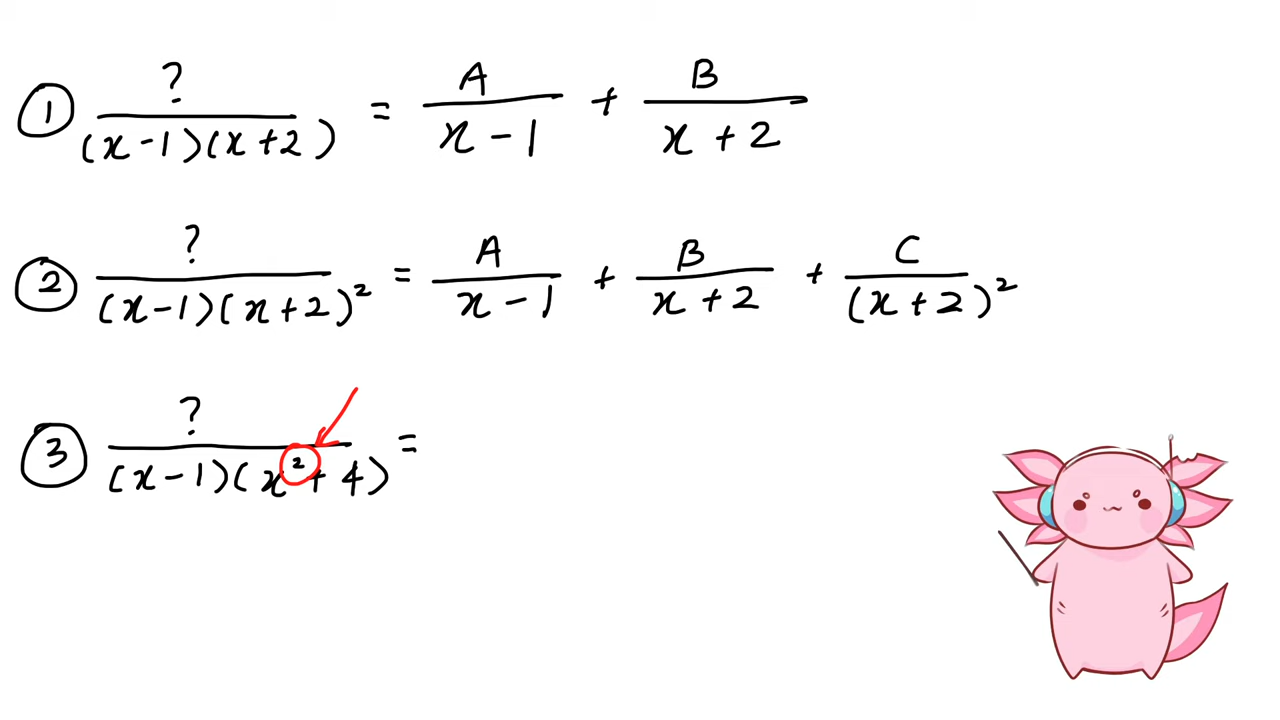 ① ?/((x-1)(x+2)) = A/(x-1) + B/(x+2)
② ?/((x-1)(x+2)²) = A/(x-1) + B/(x+2) + C/(x+2)²
③ ?/((x-1)(x²+4)) =